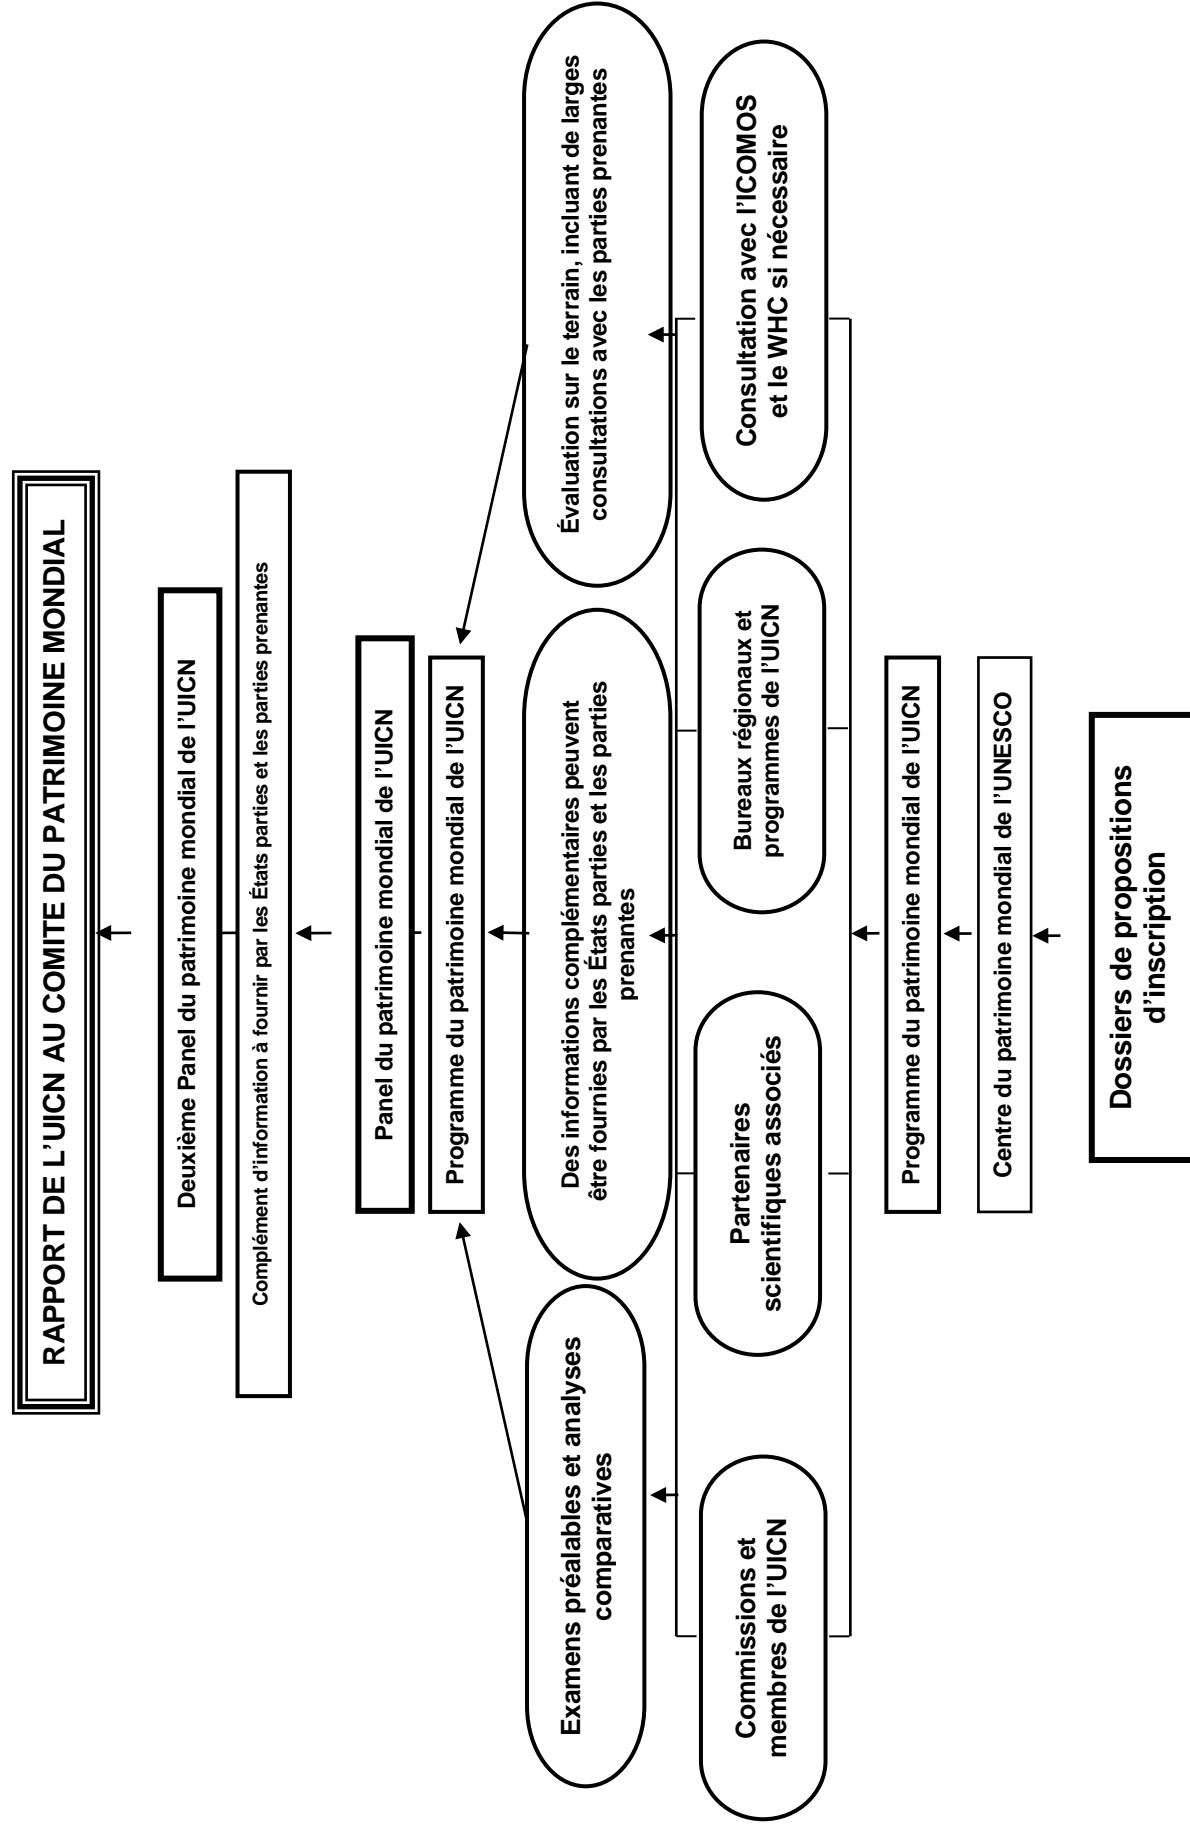 RAPPORT DE L'UICN AU COMITE DU PATRIMOINE MONDIAL
Deuxième Panel du patrimoine mondial de l'UICN
Complément d'information à fournir par les États parties et les parties prenantes
Panel du patrimoine mondial de l'UICN
Programme du patrimoine mondial de l'UICN
Examens préalables et analyses
comparatives
Des informations complémentaires peuvent
être fournies par les États parties et les parties
prenantes
Évaluation sur le terrain, incluant de larges
consultations avec les parties prenantes
Commissions et
membres de l'UICN
Partenaires
scientifiques associés
Bureaux régionaux et
programmes de l'UICN
Consultation avec l'ICOMOS
et le WHC si nécessaire
Programme du patrimoine mondial de l'UICN
Centre du patrimoine mondial de l'UNESCO
Dossiers de propositions
d'inscription